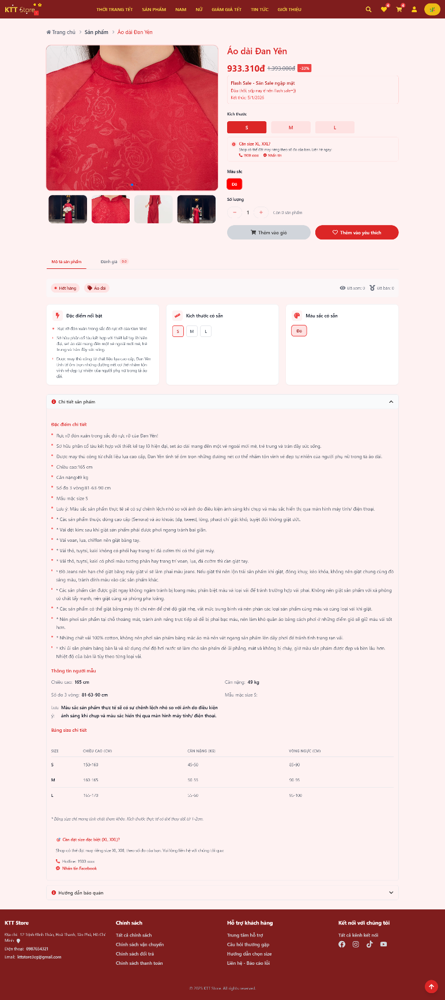 KTT Store
THỜI TRANG TẾT SẢN PHẨM NAM NỮ GIẢM GIÁ TẾT TIN TỨC GIỚI THIỆU
4 4
Trang chủ > Sản phẩm > Áo dài Đan Yên
Áo dài Đan Yên
933.310đ 1.393.000đ -33%
Flash Sale - Săn Sale ngập mặt
Đùa thôi, sốp nay é nên flash sale=))
Kết thúc: 5/1/2026
Kích thước
S M L
Cần size XL, XXL?
Shop có thể đặt may riêng theo số đo của bạn. Liên hệ ngay:
1900 xxxx Nhắn tin
Màu sắc
Đỏ
Số lượng
− 1 + Còn 0 sản phẩm
Thêm vào giỏ Thêm vào yêu thích
Mô tả sản phẩm Đánh giá 0.0
Hết hàng Áo dài Đã xem: 0 Đã bán: 0
Đặc điểm nổi bật
Rực rỡ đón xuân trong sắc đỏ rực rỡ của Đan Yên!
Sở hữu phần cổ tàu kết hợp với thiết kế tay lỡ hiện
đại, set áo dài mang đến một vẻ ngoài mới mẻ, trẻ
trung và tràn đầy sức sống.
Được may thủ công từ chất liệu lụa cao cấp, Đan Yên
tinh tế ôm trọn những đường nét cơ thể nhằm tôn
vinh vẻ đẹp tự nhiên của người phụ nữ trong tà áo
dài.
Kích thước có sẵn
S M L
Màu sắc có sẵn
Đỏ
Chi tiết sản phẩm
Đặc điểm chi tiết
Rực rỡ đón xuân trong sắc đỏ rực rỡ của Đan Yên!
Sở hữu phần cổ tàu kết hợp với thiết kế tay lỡ hiện đại, set áo dài mang đến một vẻ ngoài mới mẻ, trẻ trung và tràn đầy sức sống.
Được may thủ công từ chất liệu lụa cao cấp, Đan Yên tinh tế ôm trọn những đường nét cơ thể nhằm tôn vinh vẻ đẹp tự nhiên của người phụ nữ trong tà áo dài.
Chiều cao:165 cm
Cân nặng:49 kg
Số đo 3 vòng:81-63-90 cm
Mẫu mặc size S
Lưu ý: Màu sắc sản phẩm thực tế sẽ có sự chênh lệch nhỏ so với ảnh do điều kiện ánh sáng khi chụp và màu sắc hiển thị qua màn hình máy tính/ điện thoại.
* Các sản phẩm thuộc dòng cao cấp (Senora) và áo khoác (dạ, tweed, lông, phao) chỉ giặt khô, tuyệt đối không giặt ướt.
* Vải dệt kim: sau khi giặt sản phẩm phải được phơi ngang tránh bai giãn.
* Vải voan, lụa, chiffon nên giặt bằng tay.
* Vải thô, tuytsi, kaki không có phối hay trang trí đá cườm thì có thể giặt máy.
* Vải thô, tuytsi, kaki có phối màu tương phản hay trang trí voan, lụa, đá cườm thì cần giặt tay.
* Đồ Jeans nên hạn chế giặt bằng máy giặt vì sẽ làm phai màu jeans. Nếu giặt thì nên lộn trái sản phẩm khi giặt, đóng khuy, kéo khóa, không nên giặt chung cùng đồ
sáng màu, tránh dính màu vào các sản phẩm khác.
* Các sản phẩm cần được giặt ngay không ngâm tránh bị loang màu, phân biệt màu và loại vải để tránh trường hợp vải phai. Không nên giặt sản phẩm với xà phòng
có chất tẩy mạnh, nên giặt cùng xà phòng pha loãng.
* Các sản phẩm có thể giặt bằng máy thì chỉ nên để chế độ giặt nhẹ, vắt mức trung bình và nên phân các loại sản phẩm cùng màu và cùng loại vải khi giặt.
* Nên phơi sản phẩm tại chỗ thoáng mát, tránh ánh nắng trực tiếp sẽ dễ bị phai bạc màu, nên làm khô quần áo bằng cách phơi ở những điểm gió sẽ giữ màu vải tốt
hơn.
* Những chất vải 100% cotton, không nên phơi sản phẩm bằng mắc áo mà nên vắt ngang sản phẩm lên dây phơi để tránh tình trạng rạn vải.
* Khi ủi sản phẩm bằng bàn là và sử dụng chế độ hơi nước sẽ làm cho sản phẩm dễ ủi phẳng, mát và không bị cháy, giữ màu sản phẩm được đẹp và bền lâu hơn.
Nhiệt độ của bàn là tùy theo từng loại vải.
Thông tin người mẫu
Chiều cao: 165 cm Cân nặng: 49 kg
Số đo 3 vòng: 81-63-90 cm Mẫu mặc size S:
Lưu ý: Màu sắc sản phẩm thực tế sẽ có sự chênh lệch nhỏ so với ảnh do điều kiện
ánh sáng khi chụp và màu sắc hiển thị qua màn hình máy tính/ điện thoại.
Bảng size chi tiết
SIZE CHIỀU CAO (CM) CÂN NẶNG (KG) VÒNG NGỰC (CM)
S 150-160 45-50 85-90
M 160-165 50-55 90-95
L 165-170 55-60 95-100
* Bảng size chỉ mang tính chất tham khảo. Kích thước thực tế có thể thay đổi từ 1-2cm.
Cần đặt size đặc biệt (XL, XXL)?
Shop có thể đặt may riêng size XL, XXL theo số đo của bạn. Vui lòng liên hệ với chúng tôi qua:
Hotline: 1900 xxxx
Nhắn tin Facebook
Hướng dẫn bảo quản
KTT Store Chính sách Hỗ trợ khách hàng Kết nối với chúng tôi
Địa chỉ: 12 Trịnh Đình Thảo, Hoà Thanh, Tân Phú, Hồ Chí
Minh
Điện thoại: 0987654321
Email: kttstore3cg@gmail.com
Tất cả chính sách
Chính sách vận chuyển
Chính sách đổi trả
Chính sách thanh toán
Trung tâm hỗ trợ
Câu hỏi thường gặp
Hướng dẫn chọn size
Liên hệ - Báo cáo lỗi
Tất cả kênh kết nối
© 2025 KTT Store. All rights reserved.